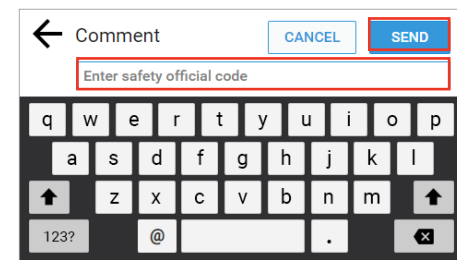 Comment CANCEL SEND
Enter safety official code
q w e r t y u i o p
a s d f g h j k l
z x c v b n m
123? @ .